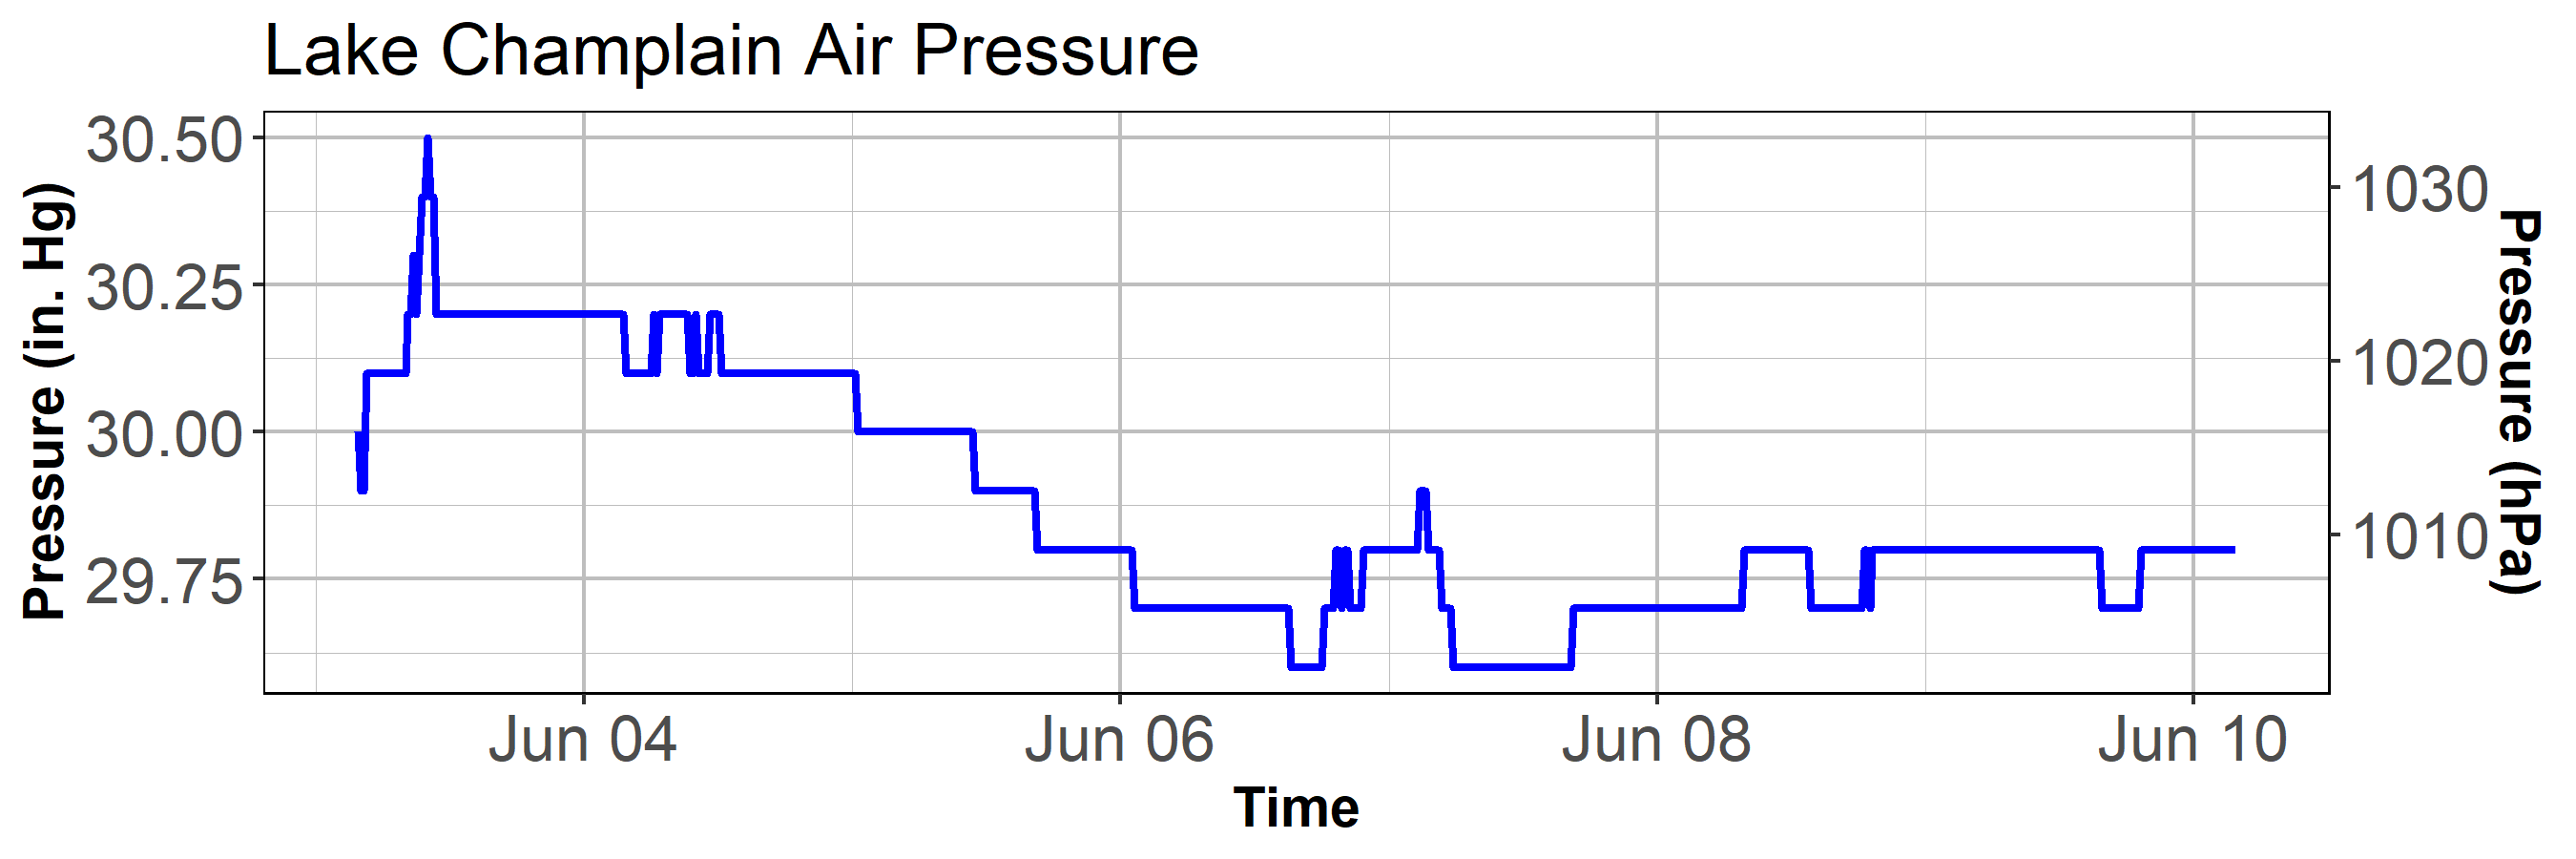 Lake Champlain Air Pressure
Pressure (in. Hg)
30.50
30.25
30.00
29.75
1030
1020
1010
Pressure (hPa)
Jun 04
Jun 06
Jun 08
Jun 10
Time